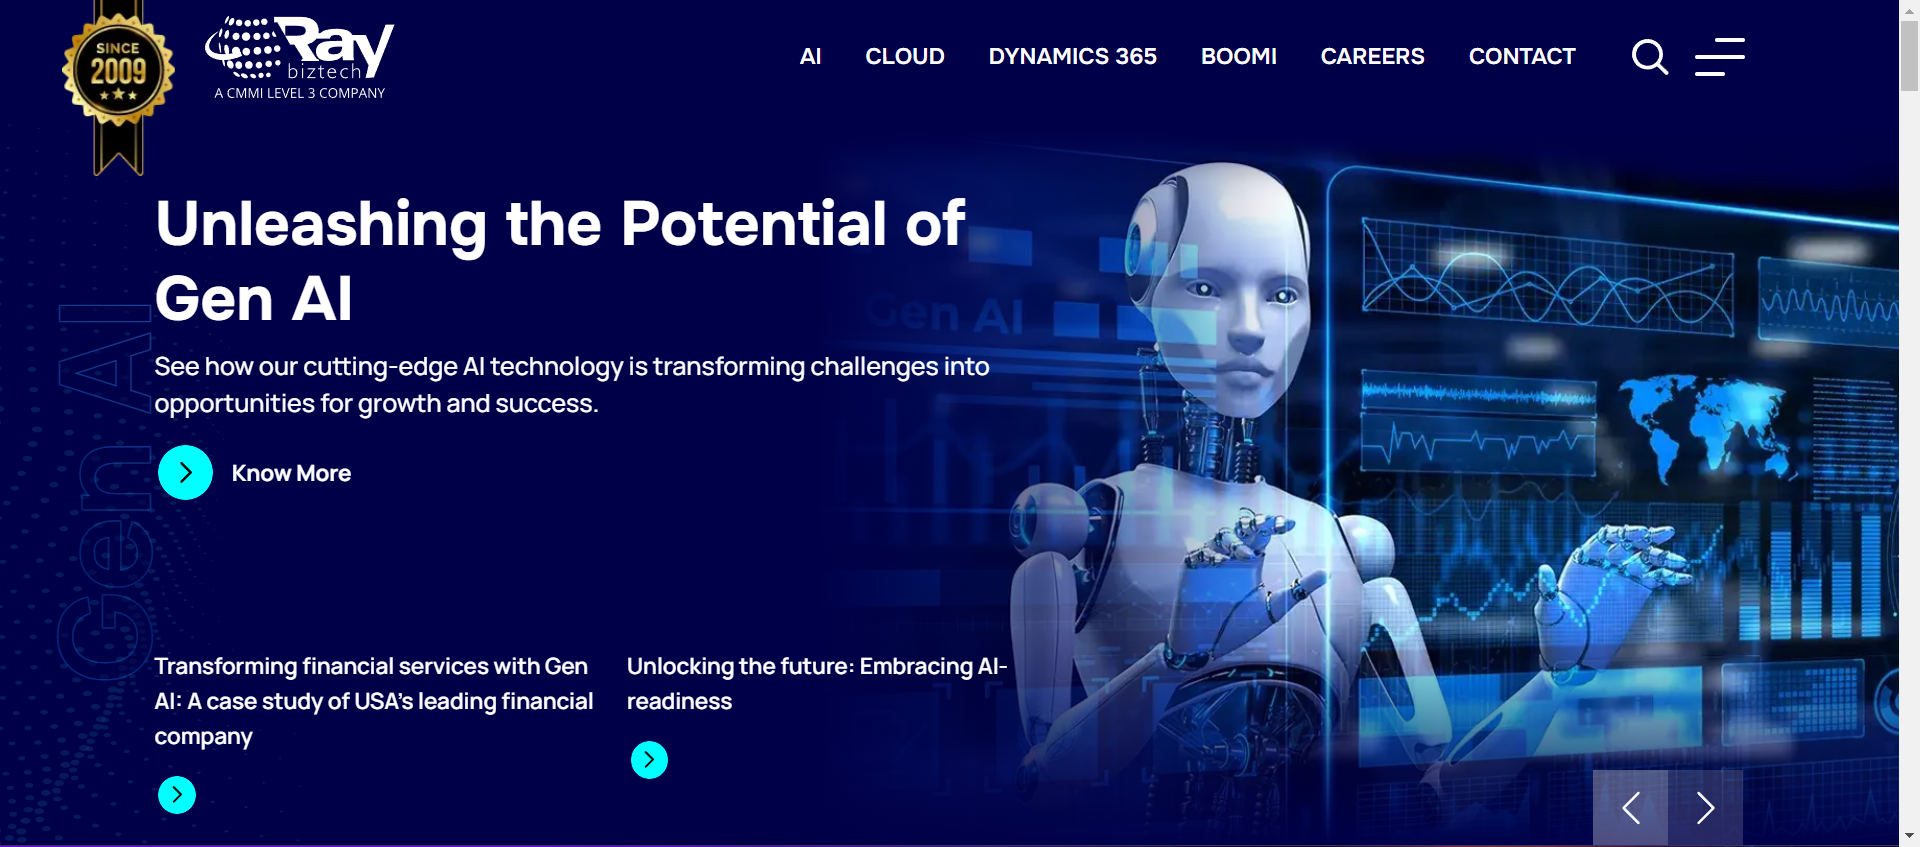 SINCE
2009
Ray
biztech
A CMMI LEVEL 3 COMPANY
AI CLOUD DYNAMICS 365 BOOMI CAREERS CONTACT
Unleashing the Potential of
Gen AI
Gen AI
Gen AI
See how our cutting-edge AI technology is transforming challenges into
opportunities for growth and success.
Know More
Transforming financial services with Gen
AI: A case study of USA’s leading financial
company
Unlocking the future: Embracing AI-
readiness